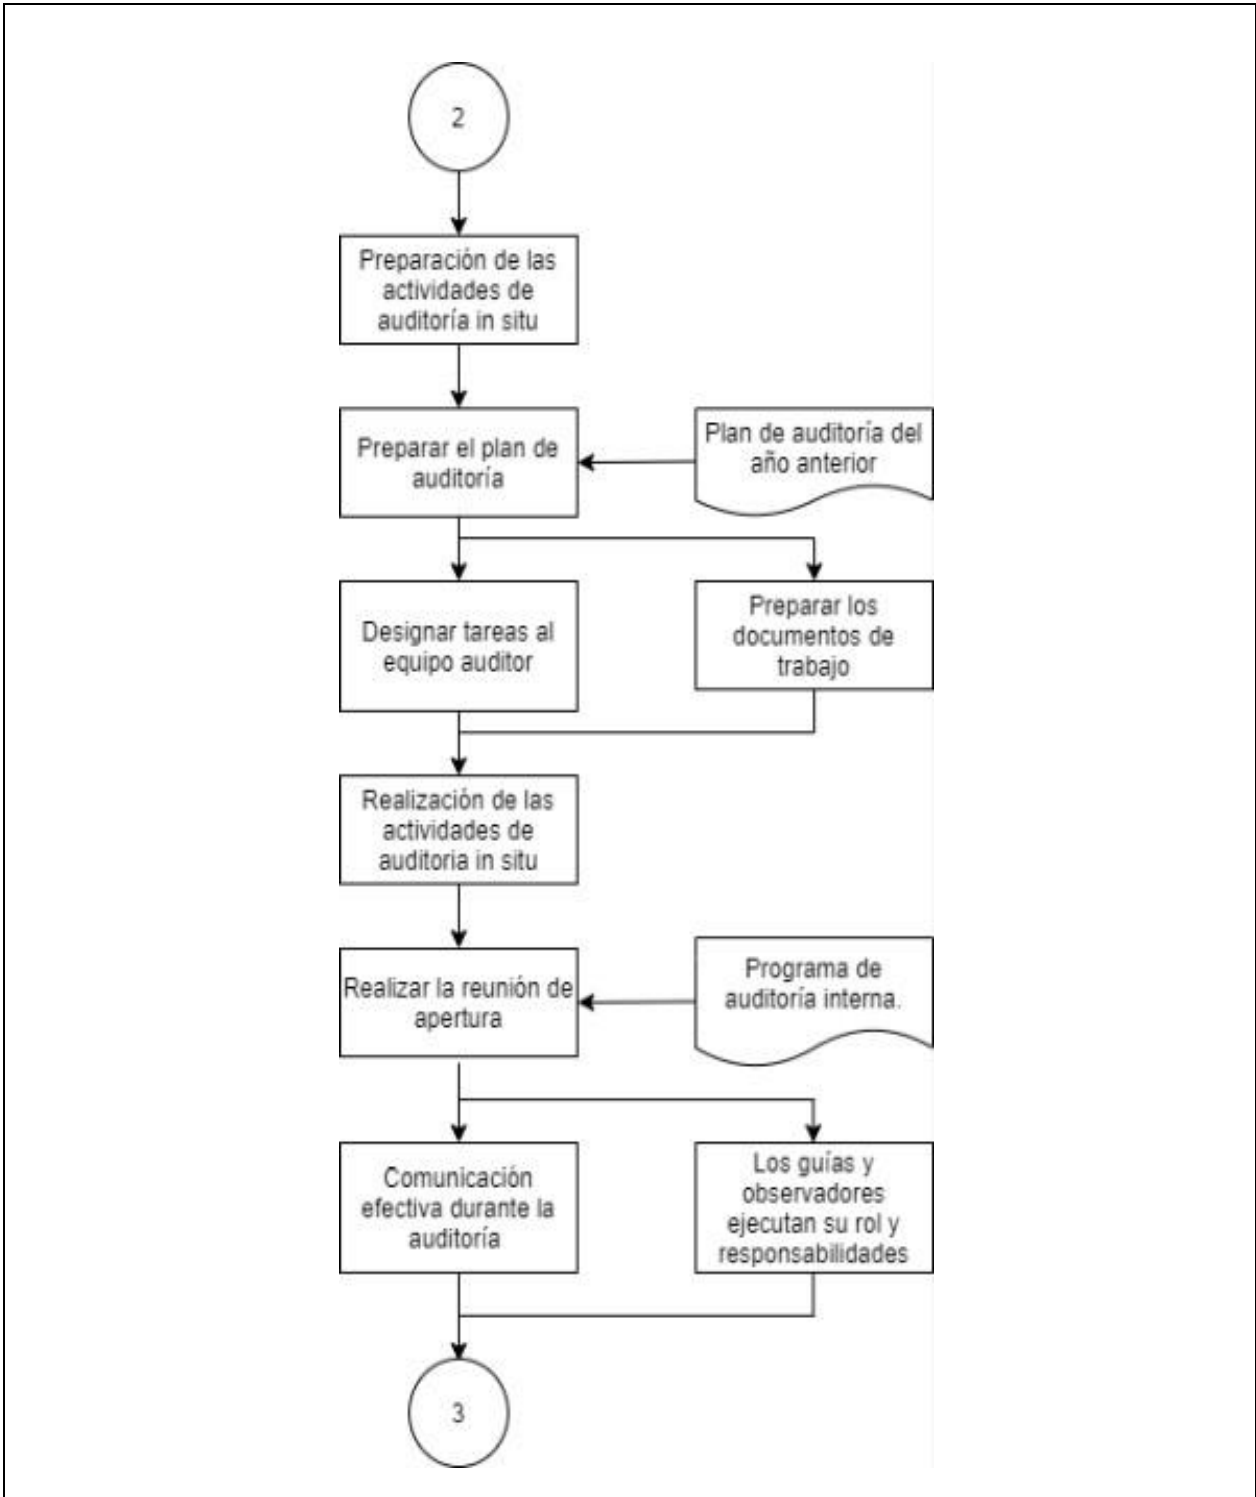 2
Preparación de las
actividades de
auditoría in situ
Preparar el plan de
auditoría
Plan de auditoría del
año anterior
Designar tareas al
equipo auditor
Preparar los
documentos de
trabajo
Realización de las
actividades de
auditoria in situ
Realizar la reunión de
apertura
Programa de
auditoría interna.
Comunicación
efectiva durante la
auditoría
Los guías y
observadores
ejecutan su rol y
responsabilidades
3